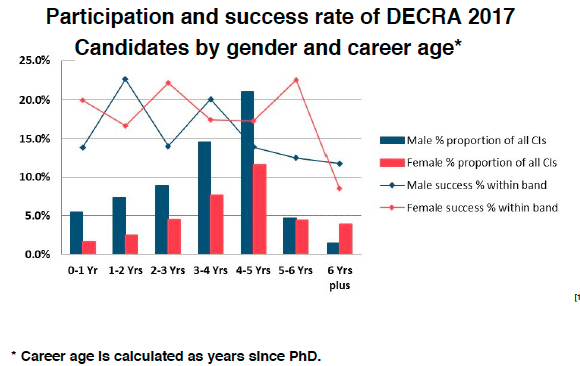 Participation and success rate of DECRA 2017
Candidates by gender and career age*
25.0%
20.0%
15.0%
10.0%
5.0%
0.0%
0-1 Yr 1-2 Yrs 2-3 Yrs 3-4 Yrs 4-5 Yrs 5-6 Yrs 6 Yrs
plus
Male % proportion of all CIs
Female % proportion of all CIs
Male success % within band
Female success % within band
[1
* Career age is calculated as years since PhD.